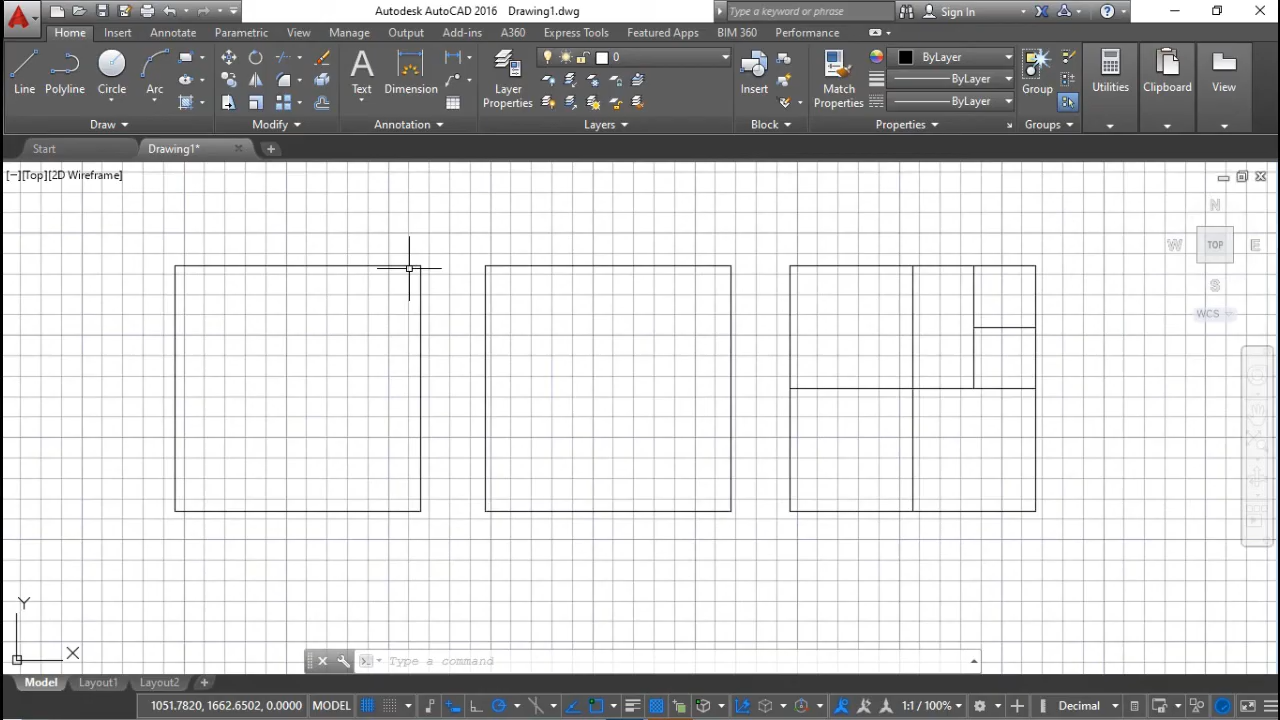 Autodesk AutoCAD 2016 Drawing1.dwg
Type a keyword or phrase
Sign In
Home Insert Annotate Parametric View Manage Output Add-ins A360 Express Tools Featured Apps BIM 360 Performance
Line Polyline Circle Arc
Text Dimension
Layer Properties
0
Insert
Match Properties
ByLayer
ByLayer
ByLayer
Group Utilities Clipboard View
Draw Modify Annotation Layers Block Properties Groups
Start Drawing1*
[−][Top][2D Wireframe]
N
W TOP E
S
WCS
Y
X
Type a command
Model Layout1 Layout2
1051.7820, 1662.6502, 0.0000 MODEL 1:1 / 100% Decimal